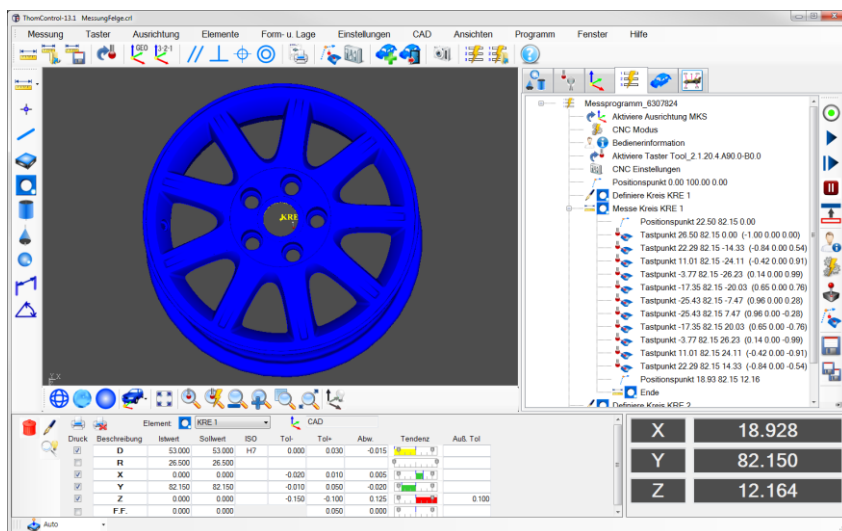 ThomControl-13.1 MessungFelge.crl
Messung Taster Ausrichtung Elemente Form- u. Lage Einstellungen CAD Ansichten Programm Fenster Hilfe
GEO 3-2-1
KRE
Messprogramm_6307824
Aktiviere Ausrichtung MKS
CNC Modus
Bedienerinformation
Aktiviere Taster Tool_2.1.20.4.A90.0-B0.0
CNC Einstellungen
Positionspunkt 0.00 100.00 0.00
Definiere Kreis KRE 1
Messe Kreis KRE 1
Positionspunkt 22.50 82.15 0.00
Tastpunkt 26.50 82.15 0.00 (-1.00 0.00 0.00)
Tastpunkt 22.29 82.15 -14.33 (-0.84 0.00 0.54)
Tastpunkt 11.01 82.15 -24.11 (-0.42 0.00 0.91)
Tastpunkt -3.77 82.15 -26.23 (0.14 0.00 0.99)
Tastpunkt -17.35 82.15 -20.03 (0.65 0.00 0.76)
Tastpunkt -25.43 82.15 -7.47 (0.96 0.00 0.28)
Tastpunkt -25.43 82.15 7.47 (0.96 0.00 -0.28)
Tastpunkt -17.35 82.15 20.03 (0.65 0.00 -0.76)
Tastpunkt -3.77 82.15 26.23 (0.14 0.00 -0.99)
Tastpunkt 11.01 82.15 24.11 (-0.42 0.00 -0.91)
Tastpunkt 22.29 82.15 14.33 (-0.84 0.00 -0.54)
Positionspunkt 18.93 82.15 12.16
Ende
Definiere Kreis KRE 2
Element: KRE 1 CAD
Druck Beschreibung Istwert Sollwert ISO Tol- Tol+ Abw. Tendenz Auß. Tol
D 53.000 53.000 H7 0.000 0.030 -0.015
R 26.500 26.500
X 0.000 0.000 -0.020 0.010 0.005
Y 82.150 82.150 -0.010 0.050 -0.020
Z 0.000 0.000 -0.150 -0.100 0.125 0.100
F.F. 0.000 0.000 0.050 0.000
X 18.928
Y 82.150
Z 12.164
Auto